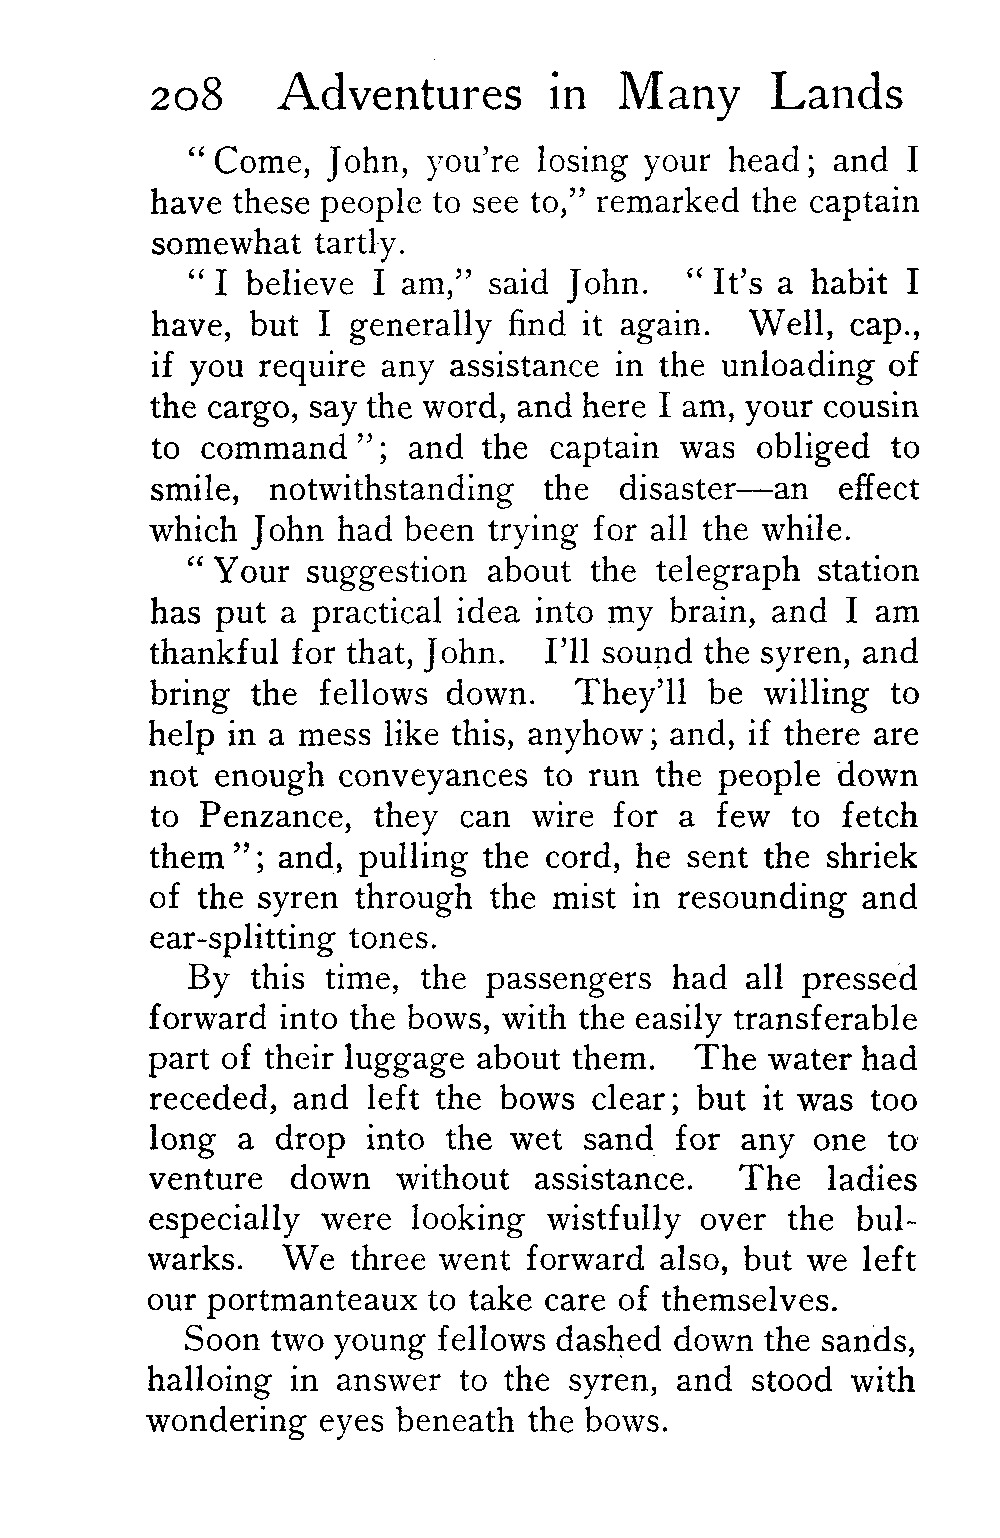 208 Adventures in Many Lands
“Come, John, you're losing your head; and I
have these people to see to,” remarked the captain
somewhat tartly.
“I believe I am,” said John. “It's a habit I
have, but I generally find it again. Well, cap.,
if you require any assistance in the unloading of
the cargo, say the word, and here I am, your cousin
to command”; and the captain was obliged to
smile, notwithstanding the disaster—an effect
which John had been trying for all the while.
“Your suggestion about the telegraph station
has put a practical idea into my brain, and I am
thankful for that, John. I'll sound the syren, and
bring the fellows down. They'll be willing to
help in a mess like this, anyhow; and, if there are
not enough conveyances to run the people down
to Penzance, they can wire for a few to fetch
them”; and, pulling the cord, he sent the shriek
of the syren through the mist in resounding and
ear-splitting tones.
By this time, the passengers had all pressed
forward into the bows, with the easily transferable
part of their luggage about them. The water had
receded, and left the bows clear; but it was too
long a drop into the wet sand for any one to
venture down without assistance. The ladies
especially were looking wistfully over the bul-
warks. We three went forward also, but we left
our portmanteaux to take care of themselves.
Soon two young fellows dashed down the sands,
halloing in answer to the syren, and stood with
wondering eyes beneath the bows.